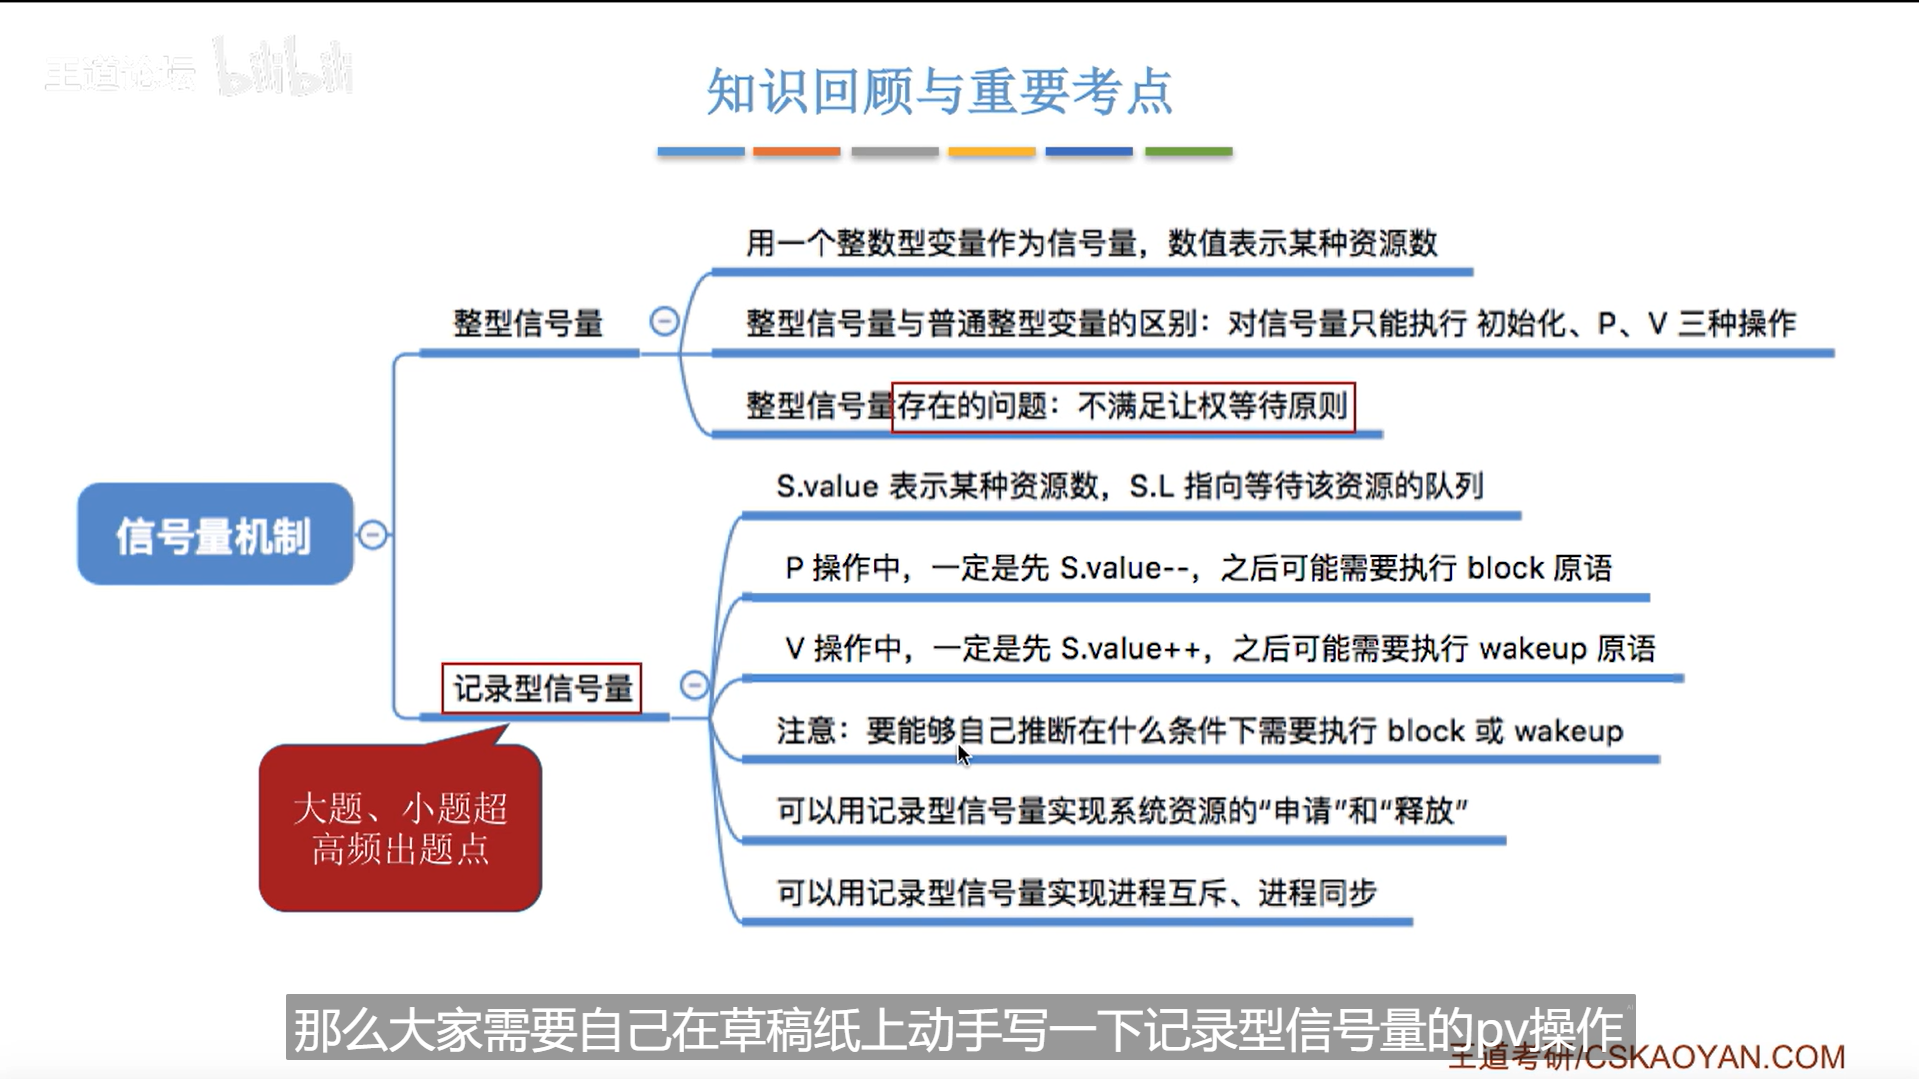 王道论坛 bilibili
知识回顾与重要考点
用一个整数型变量作为信号量，数值表示某种资源数
整型信号量
整型信号量与普通整型变量的区别：对信号量只能执行 初始化、P、V 三种操作
整型信号量存在的问题：不满足让权等待原则
信号量机制
S.value 表示某种资源数，S.L 指向等待该资源的队列
P 操作中，一定是先 S.value--，之后可能需要执行 block 原语
V 操作中，一定是先 S.value++，之后可能需要执行 wakeup 原语
记录型信号量
注意：要能够自己推断在什么条件下需要执行 block 或 wakeup
可以用记录型信号量实现系统资源的“申请”和“释放”
可以用记录型信号量实现进程互斥、进程同步
大题、小题超
高频出题点
那么大家需要自己在草稿纸上动手写一下记录型信号量的pv操作
王道考研/CSKAOYAN.COM